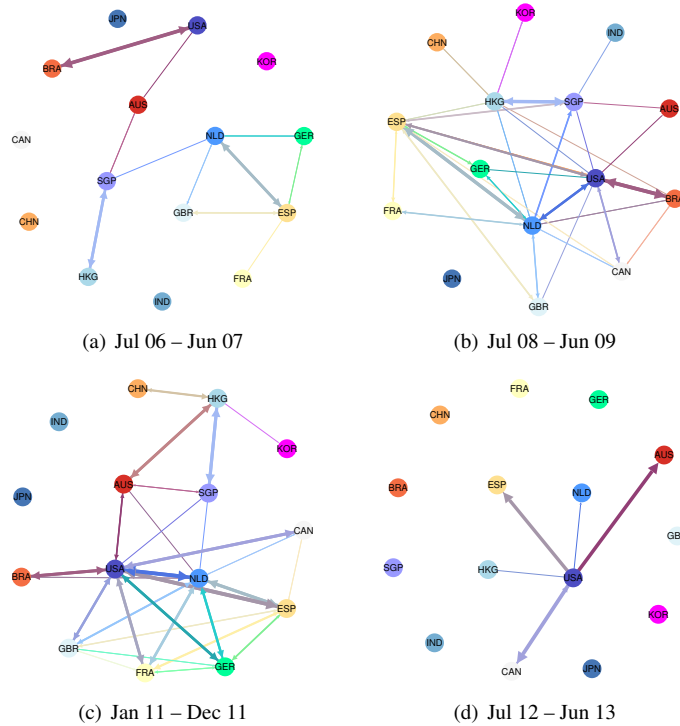 JPN
USA
BRA
KOR
AUS
CAN
NLD
GER
SGP
GBR
ESP
CHN
HKG
FRA
IND
(a) Jul 06 – Jun 07
KOR
IND
CHN
HKG
SGP
AUS
ESP
GER
USA
BRA
FRA
NLD
CAN
JPN
GBR
(b) Jul 08 – Jun 09
CHN
HKG
IND
KOR
AUS
SGP
JPN
CAN
USA
BRA
NLD
ESP
GBR
FRA
GER
(c) Jan 11 – Dec 11
FRA
GER
CHN
AUS
BRA
ESP
NLD
GB
SGP
HKG
USA
KOR
IND
CAN
JPN
(d) Jul 12 – Jun 13